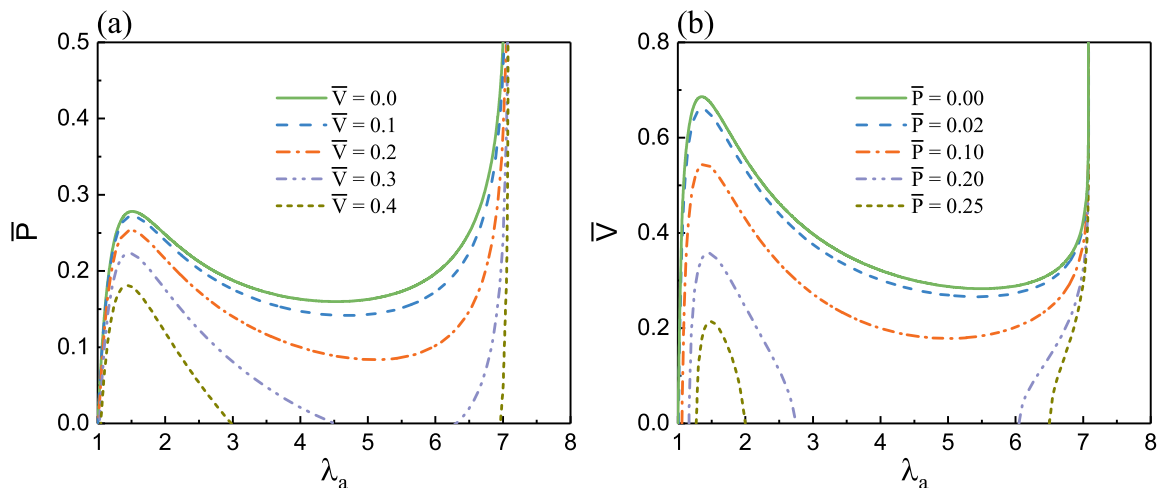 (a)
0.5
0.4
0.3
0.2
0.1
0.0
P̅
V̅ = 0.0
V̅ = 0.1
V̅ = 0.2
V̅ = 0.3
V̅ = 0.4
1 2 3 4 5 6 7 8
λa
(b)
0.8
0.6
0.4
0.2
0.0
V̅
P̅ = 0.00
P̅ = 0.02
P̅ = 0.10
P̅ = 0.20
P̅ = 0.25
1 2 3 4 5 6 7 8
λa